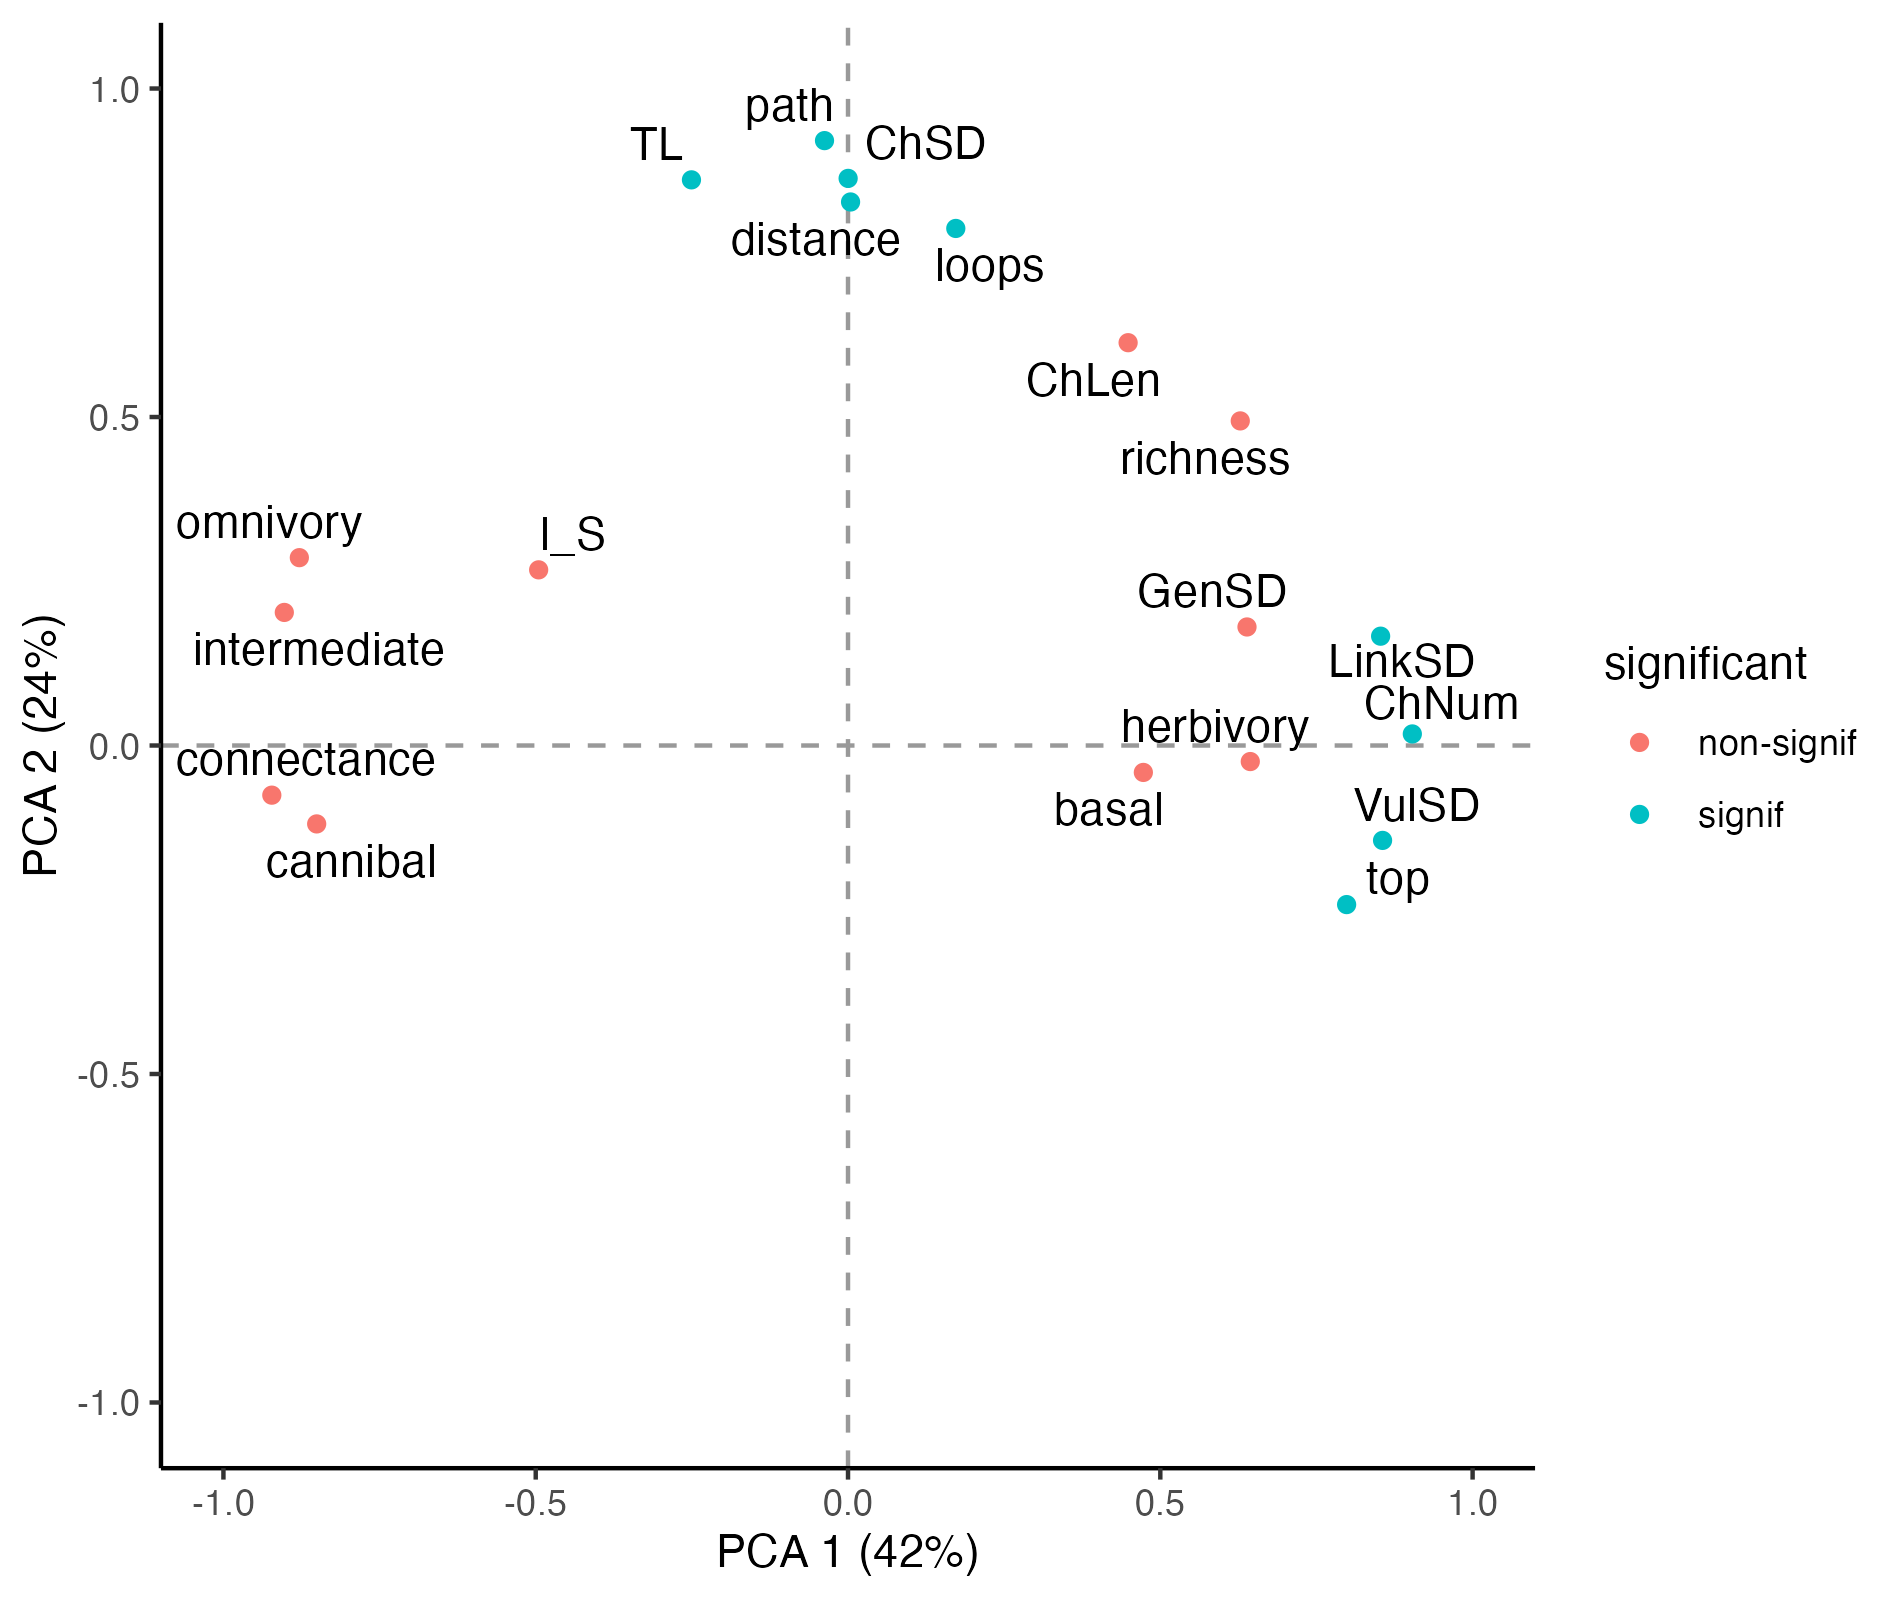 1.0
0.5
0.0
-0.5
-1.0
PCA 2 (24%)
path
TL
ChSD
distance
loops
ChLen
richness
omnivory
I_S
intermediate
GenSD
LinkSD
ChNum
herbivory
connectance
basal
VulSD
cannibal
top
significant
non-signif
signif
-1.0
-0.5
0.0
0.5
1.0
PCA 1 (42%)